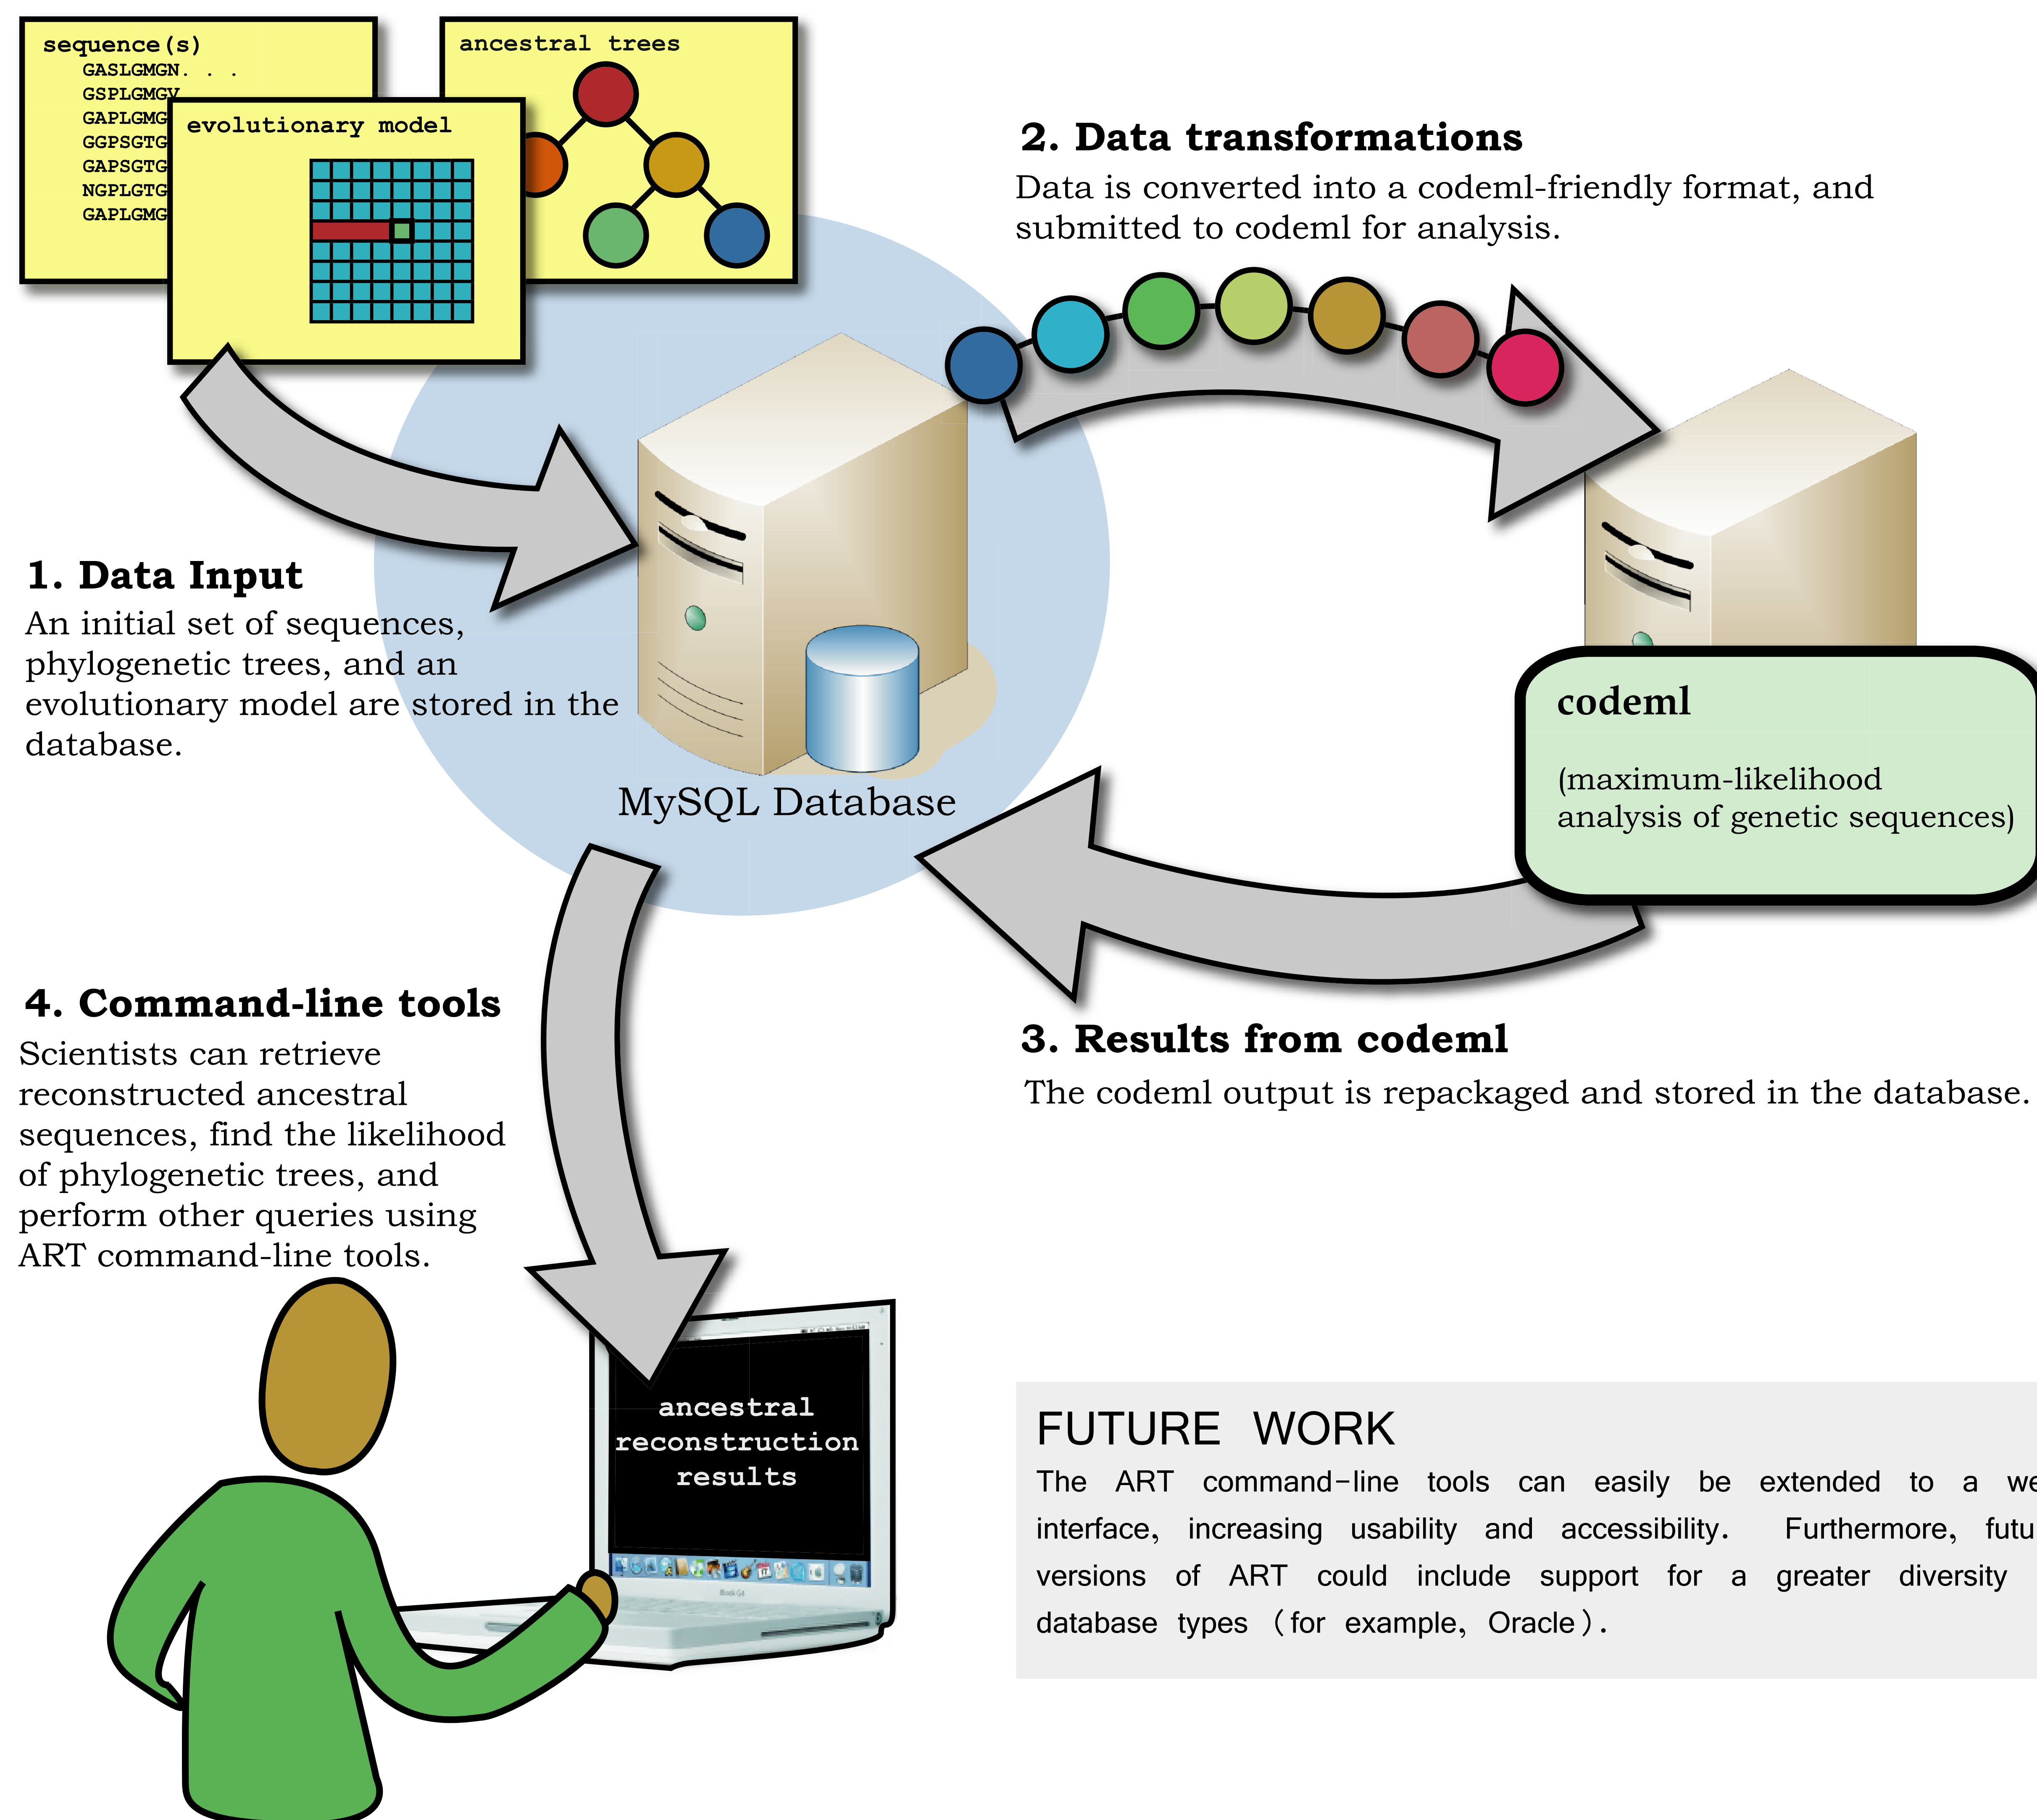 sequence(s)
GASLGMGN. . .
GSPLGMGV
GAPLGMG
GGPSGTG
GAPSGTG
NGPLGTG
GAPLGMG
evolutionary model
ancestral trees
2. Data transformations
Data is converted into a codeml-friendly format, and
submitted to codeml for analysis.
1. Data Input
An initial set of sequences,
phylogenetic trees, and an
evolutionary model are stored in the
database.
MySQL Database
codeml
(maximum-likelihood
analysis of genetic sequences)
3. Results from codeml
The codeml output is repackaged and stored in the database.
4. Command-line tools
Scientists can retrieve
reconstructed ancestral
sequences, find the likelihood
of phylogenetic trees, and
perform other queries using
ART command-line tools.
ancestral
reconstruction
results
iBook G4
FUTURE WORK
The ART command-line tools can easily be extended to a we
interface, increasing usability and accessibility. Furthermore, futu
versions of ART could include support for a greater diversity
database types (for example, Oracle).